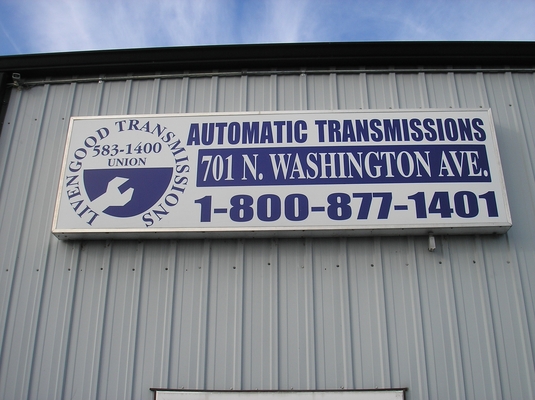 LIVENGOOD TRANSMISSIONS
583-1400
UNION
AUTOMATIC TRANSMISSIONS
701 N. WASHINGTON AVE.
1-800-877-1401